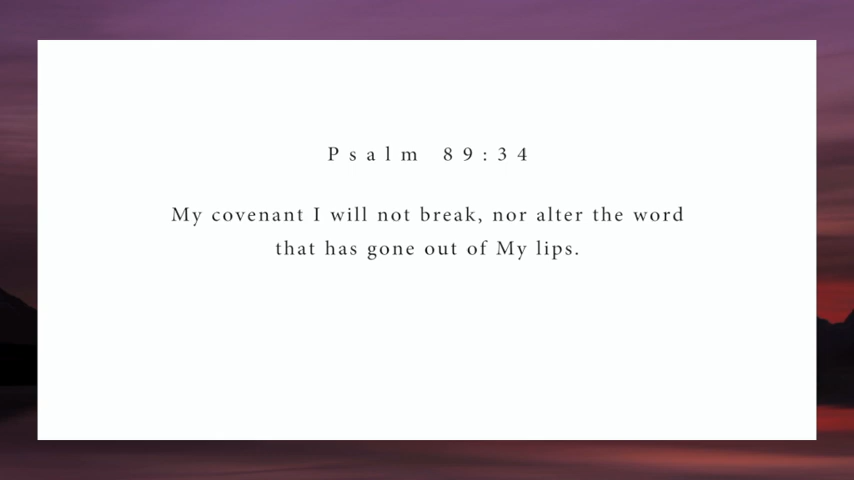 Psalm 89:34
My covenant I will not break, nor alter the word
that has gone out of My lips.